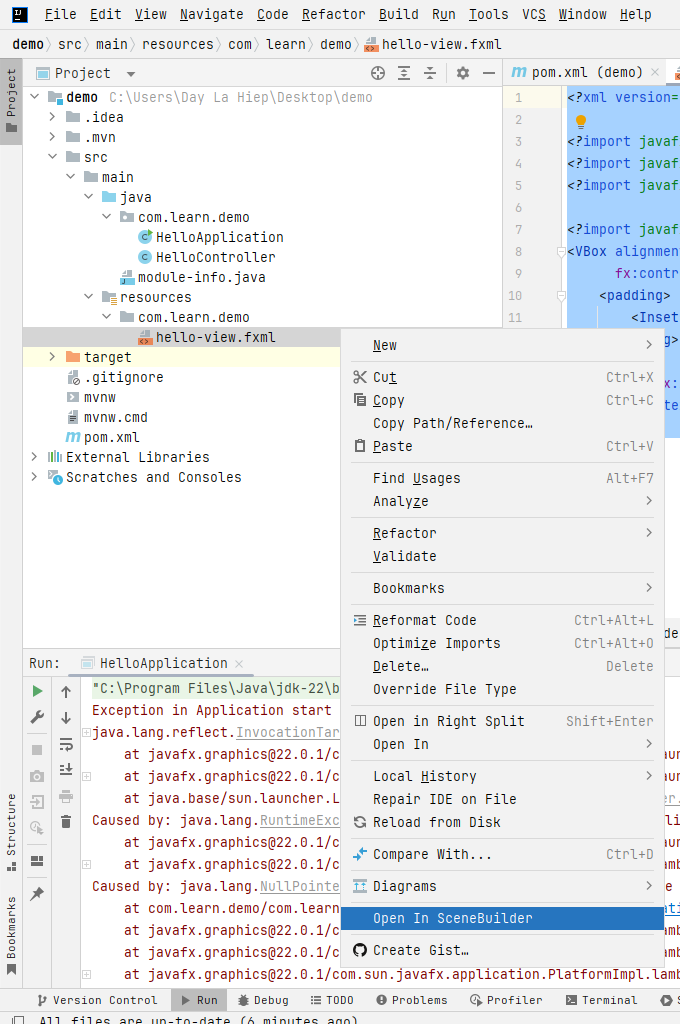 File Edit View Navigate Code Refactor Build Run Tools VCS Window Help
demo src main resources com learn demo hello-view.fxml
Project
Project
pom.xml (demo)
demo C:\Users\Day La Hiep\Desktop\demo
.idea
.mvn
src
main
java
com.learn.demo
HelloApplication
HelloController
module-info.java
resources
com.learn.demo
hello-view.fxml
target
.gitignore
mvnw
mvnw.cmd
pom.xml
External Libraries
Scratches and Consoles
1 <?xml version=
2
3 <?import javaf
4 <?import javaf
5 <?import javaf
6
7 <?import javaf
8 <VBox alignment
9 fx:contr
10 <padding>
11 <Inset
New
Cut Ctrl+X
Copy Ctrl+C
Copy Path/Reference…
Paste Ctrl+V
Find Usages Alt+F7
Analyze
Refactor
Validate
Bookmarks
Reformat Code Ctrl+Alt+L
Optimize Imports Ctrl+Alt+O
Delete… Delete
Override File Type
Open in Right Split Shift+Enter
Open In
Local History
Repair IDE on File
Reload from Disk
Compare With... Ctrl+D
Diagrams
Open In SceneBuilder
Create Gist…
Run: HelloApplication
"C:\Program Files\Java\jdk-22\b
Exception in Application start
java.lang.reflect.InvocationTar
at javafx.graphics@22.0.1/c
at javafx.graphics@22.0.1/c
at java.base/sun.launcher.L
Caused by: java.lang.RuntimeExc
at javafx.graphics@22.0.1/c
at javafx.graphics@22.0.1/c
Caused by: java.lang.NullPointe
at com.learn.demo/com.learn
at javafx.graphics@22.0.1/c
at javafx.graphics@22.0.1/c
at javafx.graphics@22.0.1/com.sun.javafx.application.PlatformImpl.lamb
Structure
Bookmarks
Version Control Run Debug TODO Problems Profiler Terminal
All files are up-to-date (6 minutes ago)